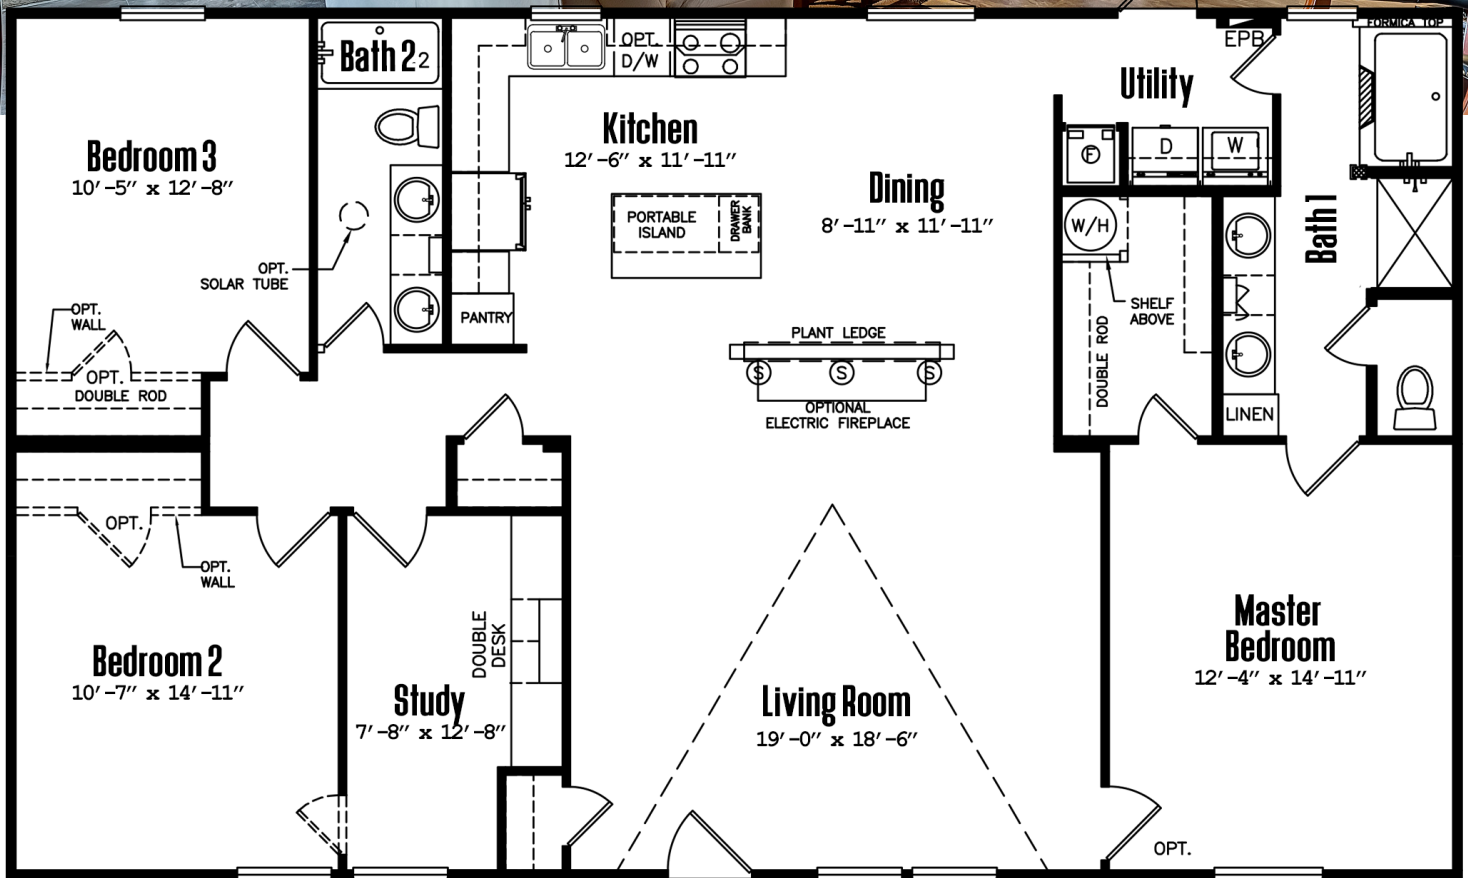 FORMICA TOP
EPB
Bath 2
2
OPT.
D/W
Utility
Kitchen
12'-6" x 11'-11"
Bedroom 3
10'-5" x 12'-8"
F
D
W
Dining
8'-11" x 11'-11"
PORTABLE
ISLAND
DRAWER
BANK
W/H
Bath 1
OPT.
SOLAR TUBE
OPT.
WALL
PANTRY
SHELF
ABOVE
PLANT LEDGE
DOUBLE ROD
S
S
S
OPT.
DOUBLE ROD
OPTIONAL
ELECTRIC FIREPLACE
LINEN
OPT.
OPT.
WALL
DOUBLE
DESK
Bedroom 2
10'-7" x 14'-11"
Study
7'-8" x 12'-8"
Living Room
19'-0" x 18'-6"
Master
Bedroom
12'-4" x 14'-11"
OPT.